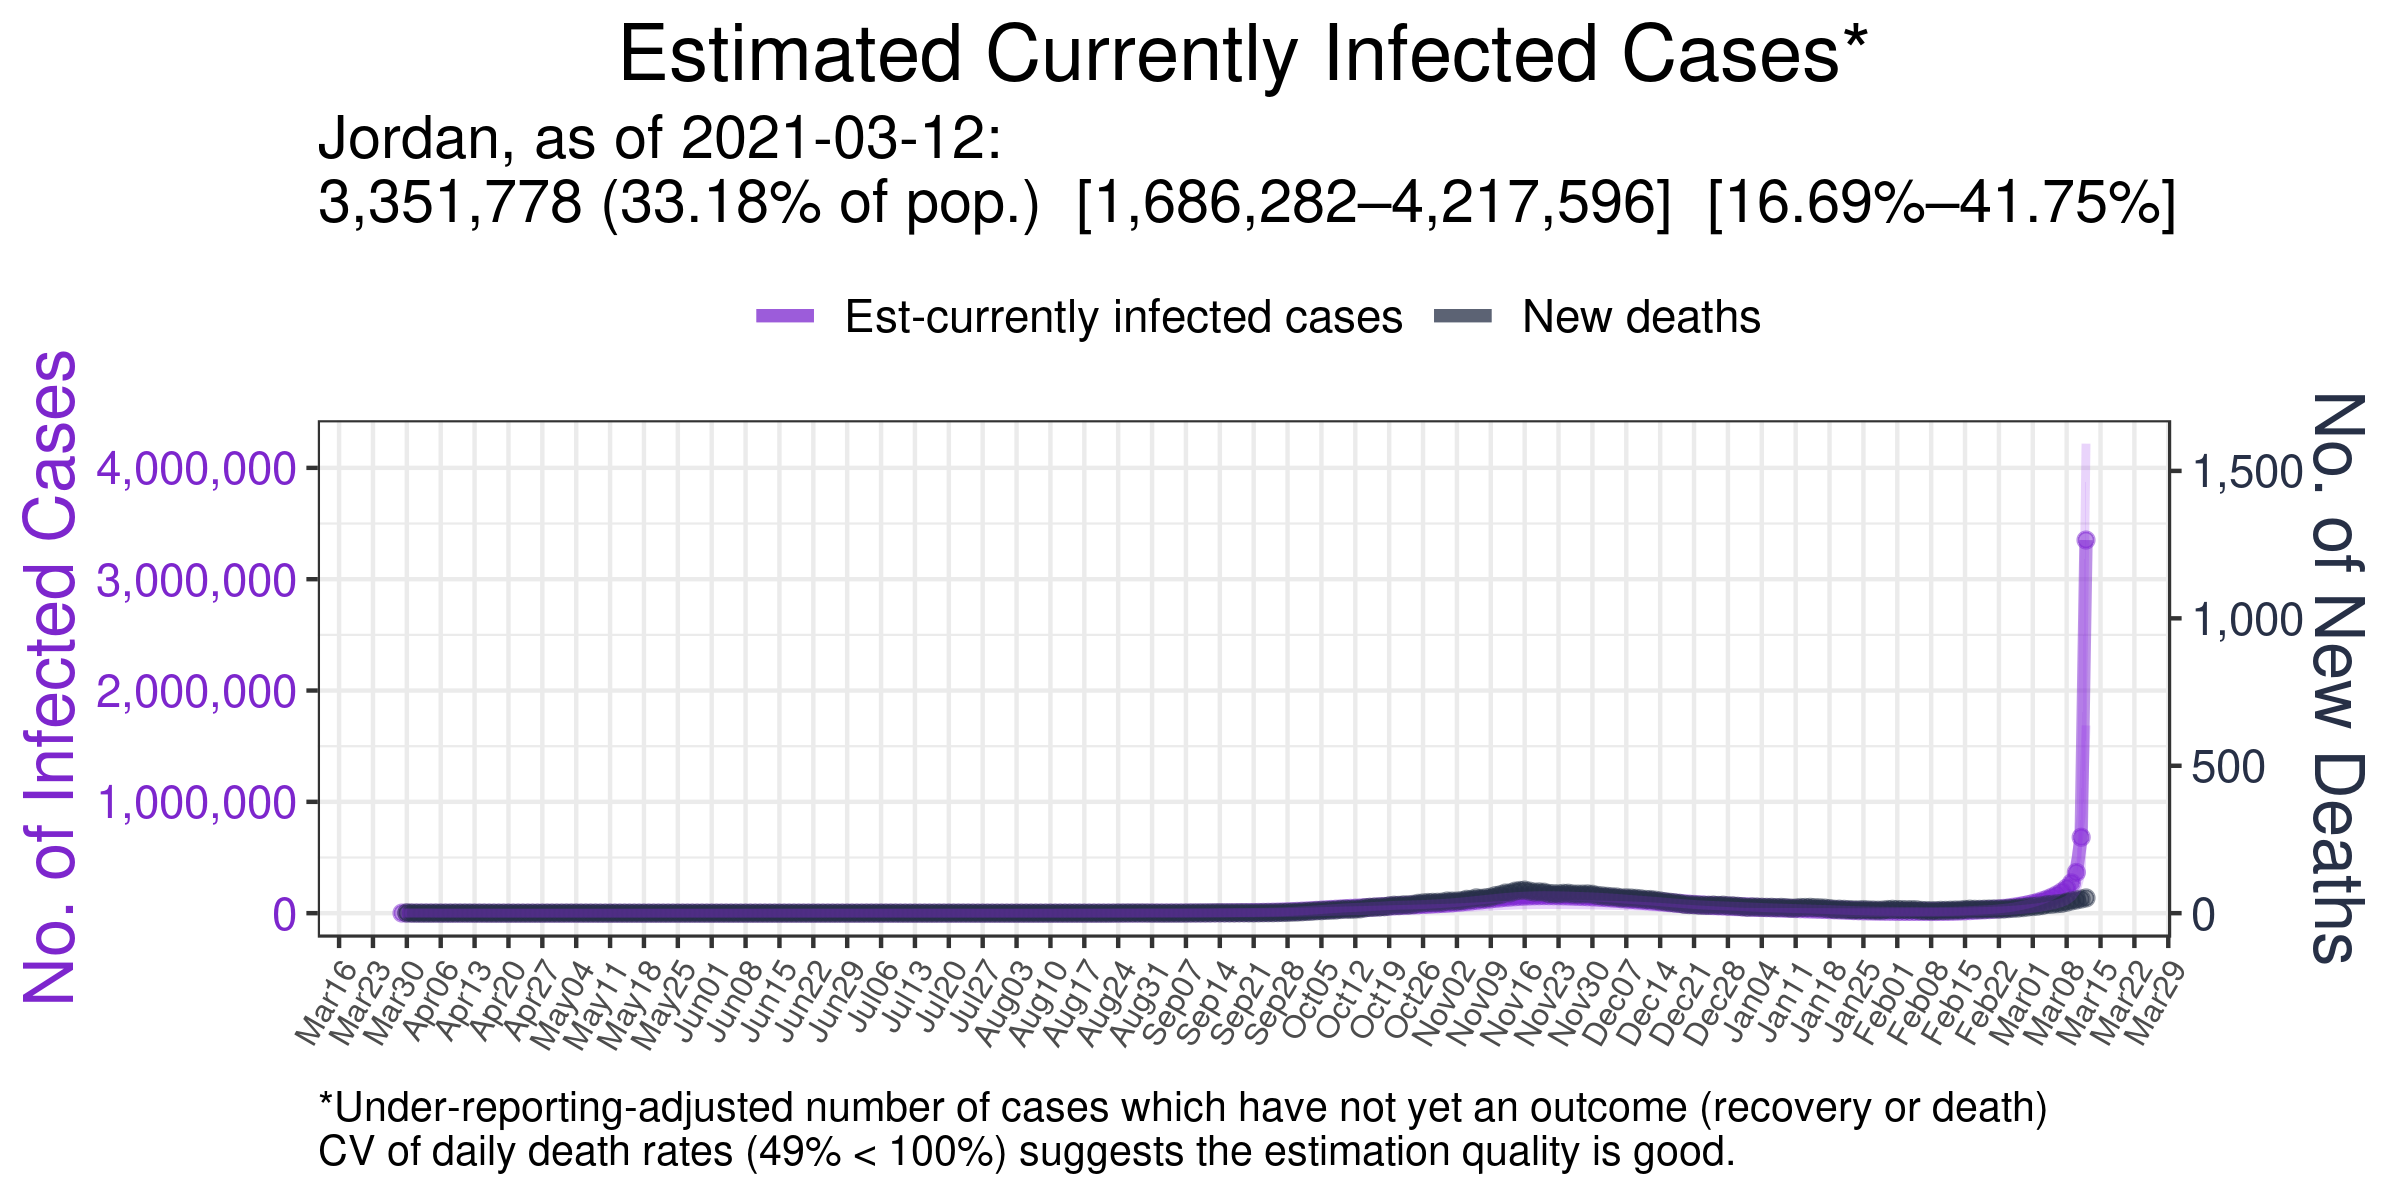 Estimated Currently Infected Cases*
Jordan, as of 2021-03-12:
3,351,778 (33.18% of pop.) [1,686,282–4,217,596] [16.69%–41.75%]
Est-currently infected cases New deaths
No. of Infected Cases
4,000,000
3,000,000
2,000,000
1,000,000
0
1,500
1,000
500
0
No. of New Deaths
Mar16 Mar23 Mar30 Apr06 Apr13 Apr20 Apr27 May04 May11 May18 May25 Jun01 Jun08 Jun15 Jun22 Jun29 Jul06 Jul13 Jul20 Jul27 Aug03 Aug10 Aug17 Aug24 Aug31 Sep07 Sep14 Sep21 Sep28 Oct05 Oct12 Oct19 Oct26 Nov02 Nov09 Nov16 Nov23 Nov30 Dec07 Dec14 Dec21 Dec28 Jan04 Jan11 Jan18 Jan25 Feb01 Feb08 Feb15 Feb22 Mar01 Mar08 Mar15 Mar22 Mar29
*Under-reporting-adjusted number of cases which have not yet an outcome (recovery or death)
CV of daily death rates (49% < 100%) suggests the estimation quality is good.